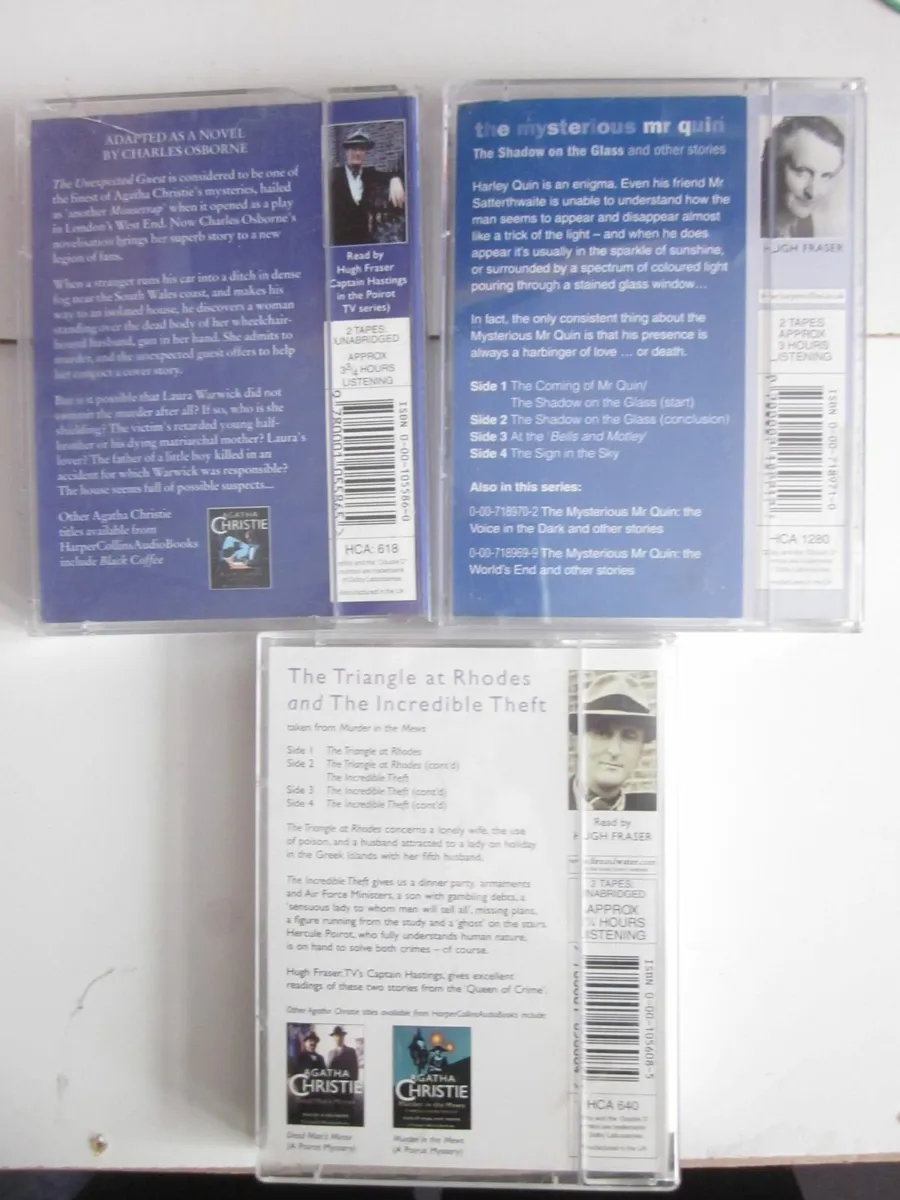 ADAPTED AS A NOVEL
BY CHARLES OSBORNE
The Unexpected Guest is considered to be one of
the finest of Agatha Christie's mysteries, hailed
as 'another Mousetrap' when it opened as a play
in London's West End. Now Charles Osborne's
novelisation brings her superb story to a new
legion of fans.
When a stranger runs his car into a ditch in dense
fog near the South Wales coast, and makes his
way to an isolated house, he discovers a woman
standing over the dead body of her wheelchair-
bound husband, gun in her hand. She admits to
murder, and the unexpected guest offers to help
her concoct a cover story.
But is it possible that Laura Warwick did not
commit the murder after all? If so, who is she
shielding? The victim's retarded young half-
brother or his dying matriarchal mother? Laura's
lover? The father of a little boy killed in an
accident for which Warwick was responsible?
The house seems full of possible suspects...
Other Agatha Christie
titles available from
HarperCollinsAudioBooks
include Black Coffee
AGATHA
CHRISTIE
Read by
Hugh Fraser
Captain Hastings
in the Poirot
TV series)
2 TAPES:
UNABRIDGED
APPROX
3¾ HOURS
LISTENING
ISBN 0-00-105586-0
HCA: 618
of Dolby Laboratories
Manufactured in the UK
the mysterious mr quin
The Shadow on the Glass and other stories
Harley Quin is an enigma. Even his friend Mr
Satterthwaite is unable to understand how the
man seems to appear and disappear almost
like a trick of the light – and when he does
appear it's usually in the sparkle of sunshine,
or surrounded by a spectrum of coloured light
pouring through a stained glass window…
In fact, the only consistent thing about the
Mysterious Mr Quin is that his presence is
always a harbinger of love … or death.
Side 1 The Coming of Mr Quin/
The Shadow on the Glass (start)
Side 2 The Shadow on the Glass (conclusion)
Side 3 At the 'Bells and Motley'
Side 4 The Sign in the Sky
Also in this series:
0-00-718970-2 The Mysterious Mr Quin: the
Voice in the Dark and other stories
0-00-718969-9 The Mysterious Mr Quin: the
World's End and other stories
HUGH FRASER
2 TAPES
APPROX
3 HOURS
LISTENING
ISBN 0-00-718971-0
HCA 1280
The Triangle at Rhodes
and The Incredible Theft
taken from Murder in the Mews
Side 1 The Triangle at Rhodes
Side 2 The Triangle at Rhodes (cont'd)
The Incredible Theft
Side 3 The Incredible Theft (cont'd)
Side 4 The Incredible Theft (cont'd)
The Triangle at Rhodes concerns a lonely wife, the use
of poison, and a husband attracted to a lady on holiday
in the Greek Islands with her fifth husband.
The Incredible Theft gives us a dinner party, armaments
and Air Force Ministers, a son with gambling debts, a
'sensuous lady to whom men will tell all', missing plans,
a figure running from the study and a 'ghost' on the stairs.
Hercule Poirot, who fully understands human nature,
is on hand to solve both crimes – of course.
Hugh Fraser, TV's Captain Hastings, gives excellent
readings of these two stories from the 'Queen of Crime'.
Other Agatha Christie titles available from HarperCollinsAudioBooks include:
AGATHA
CHRISTIE
Dead Man's Mirror
(A Poirot Mystery)
AGATHA
CHRISTIE
Murder in the Mews
Murder in the Mews
(A Poirot Mystery)
Read by
HUGH FRASER
TAPES:
UNABRIDGED
APPROX
HOURS
LISTENING
ISBN 0-00-105608-5
HCA 640